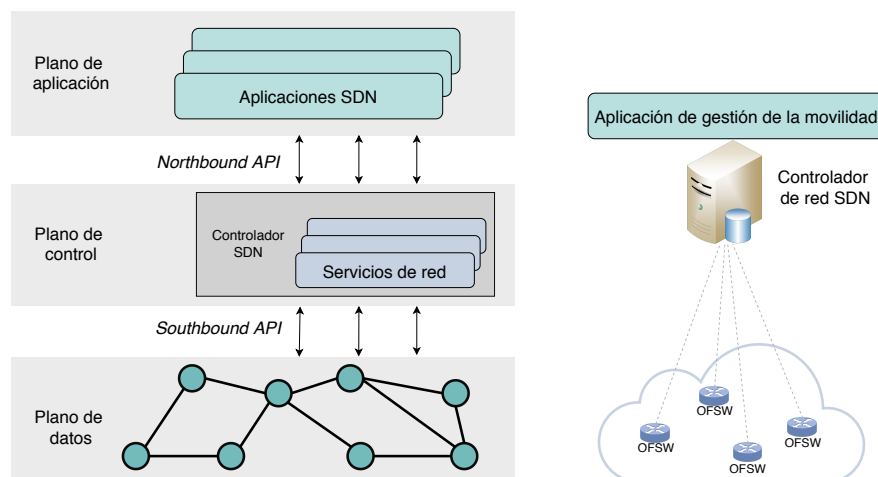 Plano de
aplicación
Aplicaciones SDN
Northbound API
Plano de
control
Controlador
SDN
Servicios de red
Southbound API
Plano de
datos
Aplicación de gestión de la movilidad
Controlador
de red SDN
OFSW
OFSW
OFSW
OFSW